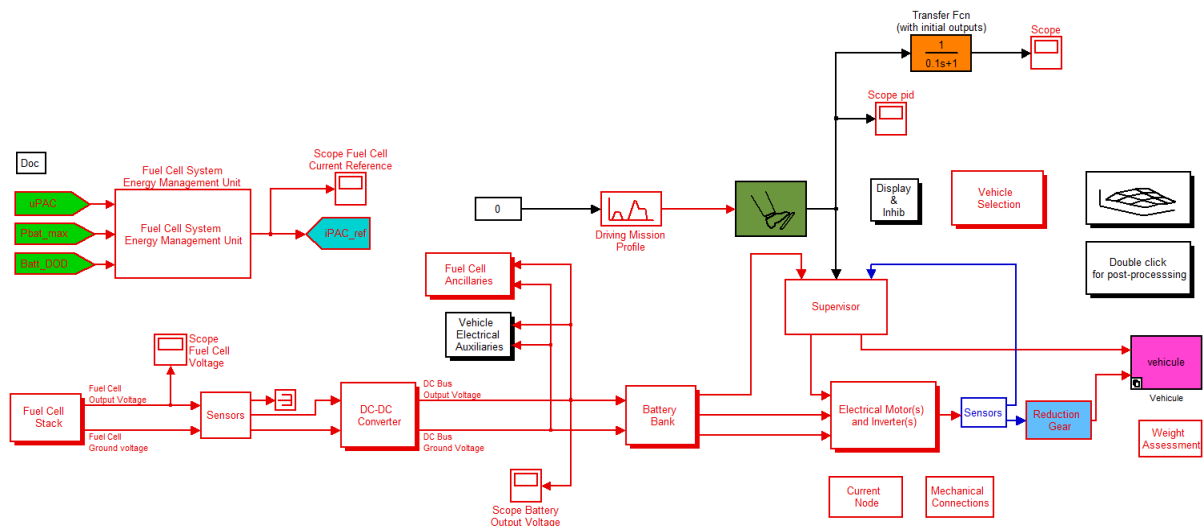 Transfer Fcn
(with initial outputs)
1
0.1s+1
Scope
Scope pid
Doc
Fuel Cell System
Energy Management Unit
Scope Fuel Cell
Current Reference
uPAC
Pbat_max
Batt_DOD
Fuel Cell System
Energy Management Unit
iPAC_ref
0
Driving Mission
Profile
Display
&
Inhib
Vehicle
Selection
Double click
for post-processsing
Fuel Cell
Ancillaries
Supervisor
Vehicle
Electrical
Auxiliaries
Scope
Fuel Cell
Voltage
vehicule
Vehicule
Fuel Cell
Stack
Fuel Cell
Output Voltage
Fuel Cell
Ground voltage
Sensors
DC-DC
Converter
DC Bus
Output Voltage
DC Bus
Ground Voltage
Battery
Bank
Electrical Motor(s)
and Inverter(s)
Sensors
Reduction
Gear
Weight
Assessment
Scope Battery
Output Voltage
Current
Node
Mechanical
Connections